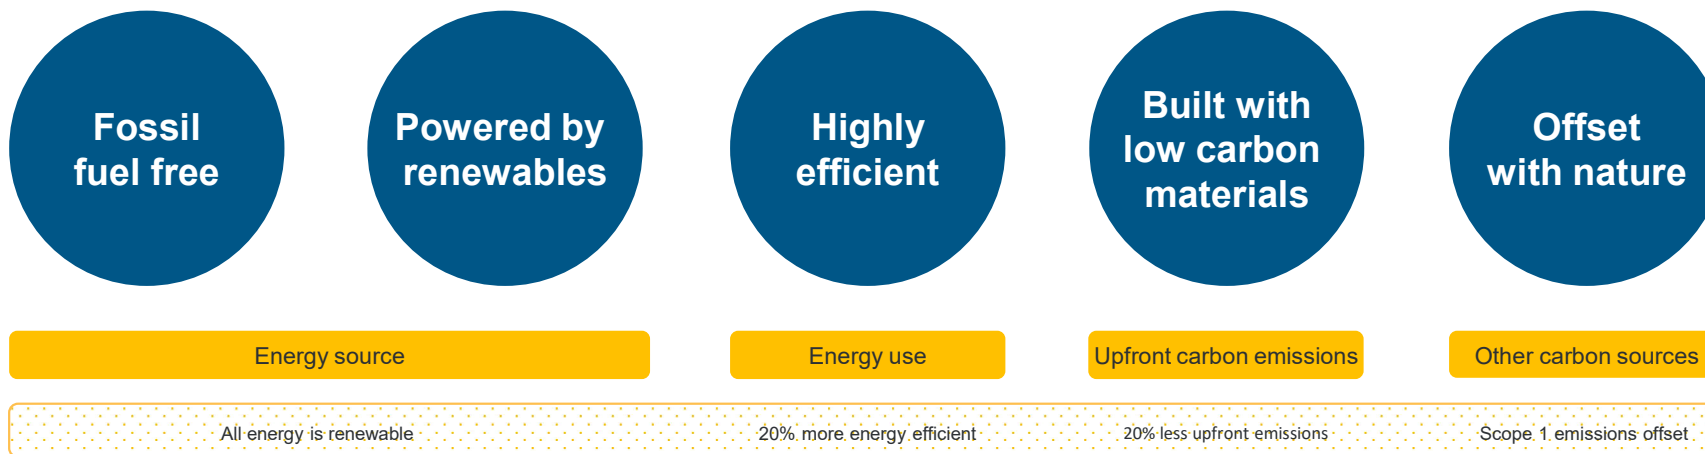 Fossil
fuel free
Powered by
renewables
Highly
efficient
Built with
low carbon
materials
Offset
with nature
Energy source
Energy use
Upfront carbon emissions
Other carbon sources
All energy is renewable
20% more energy efficient
20% less upfront emissions
Scope 1 emissions offset